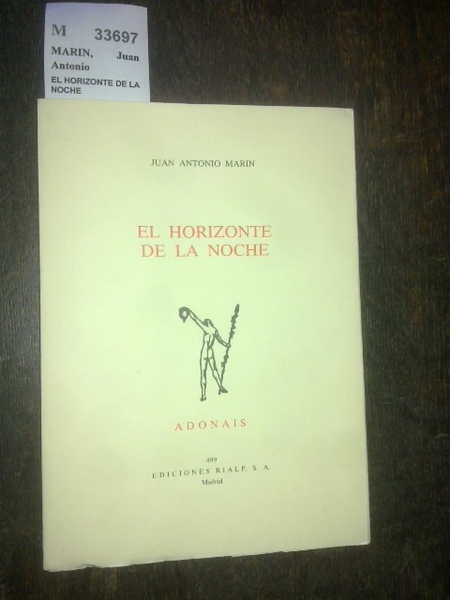 M 33697
MARIN, Juan
Antonio
EL HORIZONTE DE LA
NOCHE
JUAN ANTONIO MARIN
EL HORIZONTE
DE LA NOCHE
ADONAIS
499
EDICIONES RIALP, S. A.
Madrid